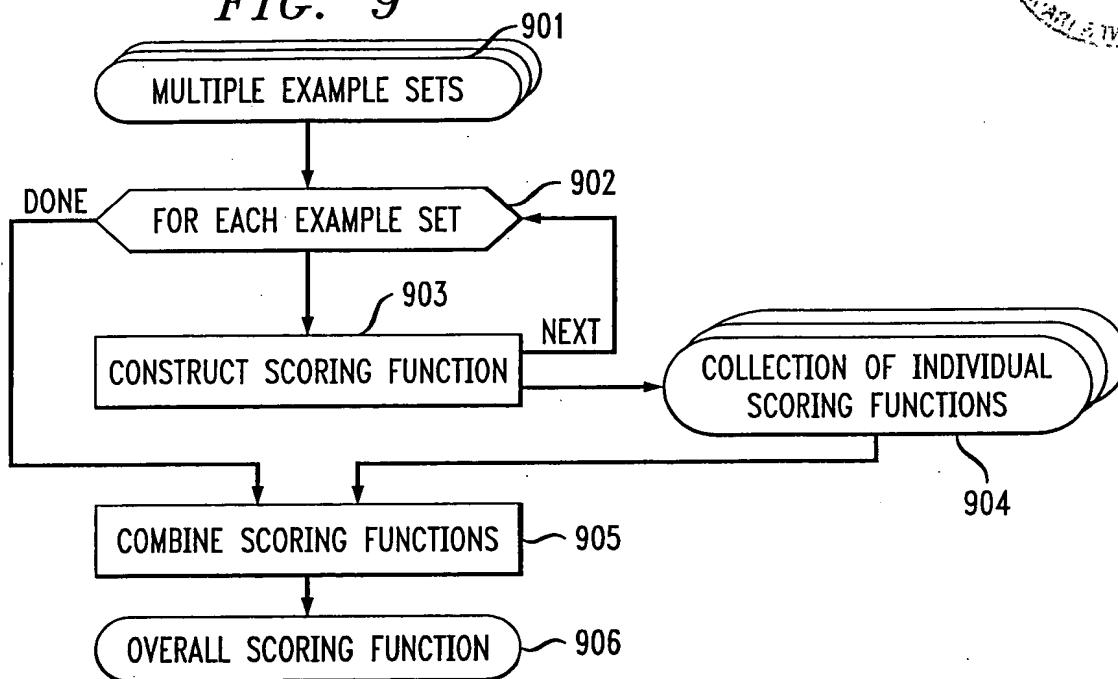 FIG. 9
901
MULTIPLE EXAMPLE SETS
DONE
902
FOR EACH EXAMPLE SET
903
NEXT
CONSTRUCT SCORING FUNCTION
COLLECTION OF INDIVIDUAL
SCORING FUNCTIONS
904
COMBINE SCORING FUNCTIONS
905
OVERALL SCORING FUNCTION
906